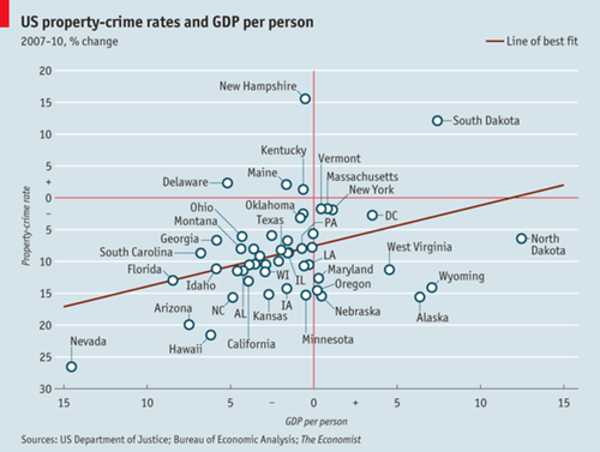 US property-crime rates and GDP per person
2007-10, % change
Line of best fit
20
15
10
5
+
0
–
5
10
15
20
25
30
Property-crime rate
New Hampshire
South Dakota
Kentucky
Vermont
Maine
Massachusetts
Delaware
New York
Ohio
Oklahoma
DC
Montana
Texas
PA
Georgia
West Virginia
North
Dakota
South Carolina
LA
Florida
Maryland
Wyoming
Idaho
WI
IL
Oregon
Arizona
NC
AL
Kansas
IA
Nebraska
Alaska
Nevada
Hawaii
California
Minnesota
15
10
5
–
0
+
5
10
15
GDP per person
Sources: US Department of Justice; Bureau of Economic Analysis; The Economist